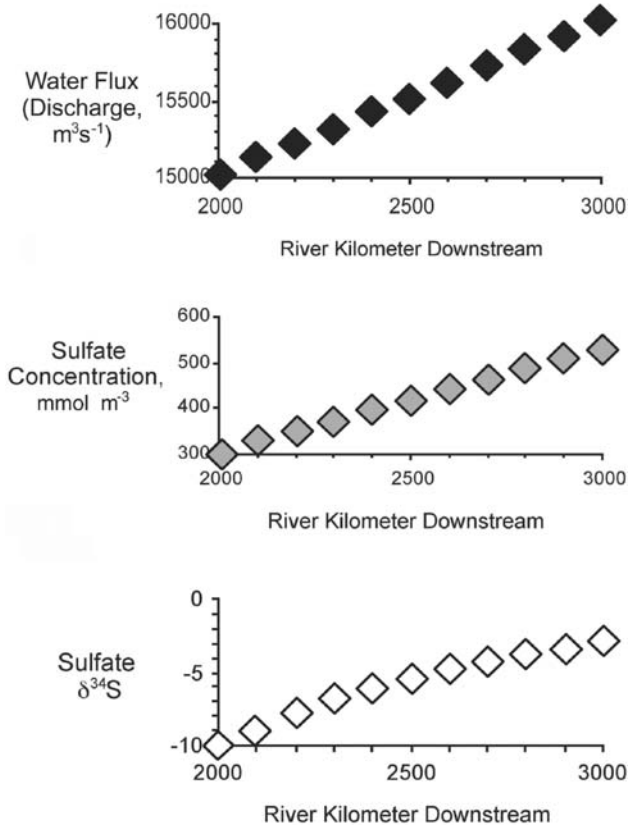 16000
Water Flux
(Discharge,
m³s⁻¹)
15500
15000
2000 2500 3000
River Kilometer Downstream
600
Sulfate
Concentration,
mmol m⁻³
500
400
300
2000 2500 3000
River Kilometer Downstream
0
Sulfate
δ³⁴S
-5
-10
2000 2500 3000
River Kilometer Downstream